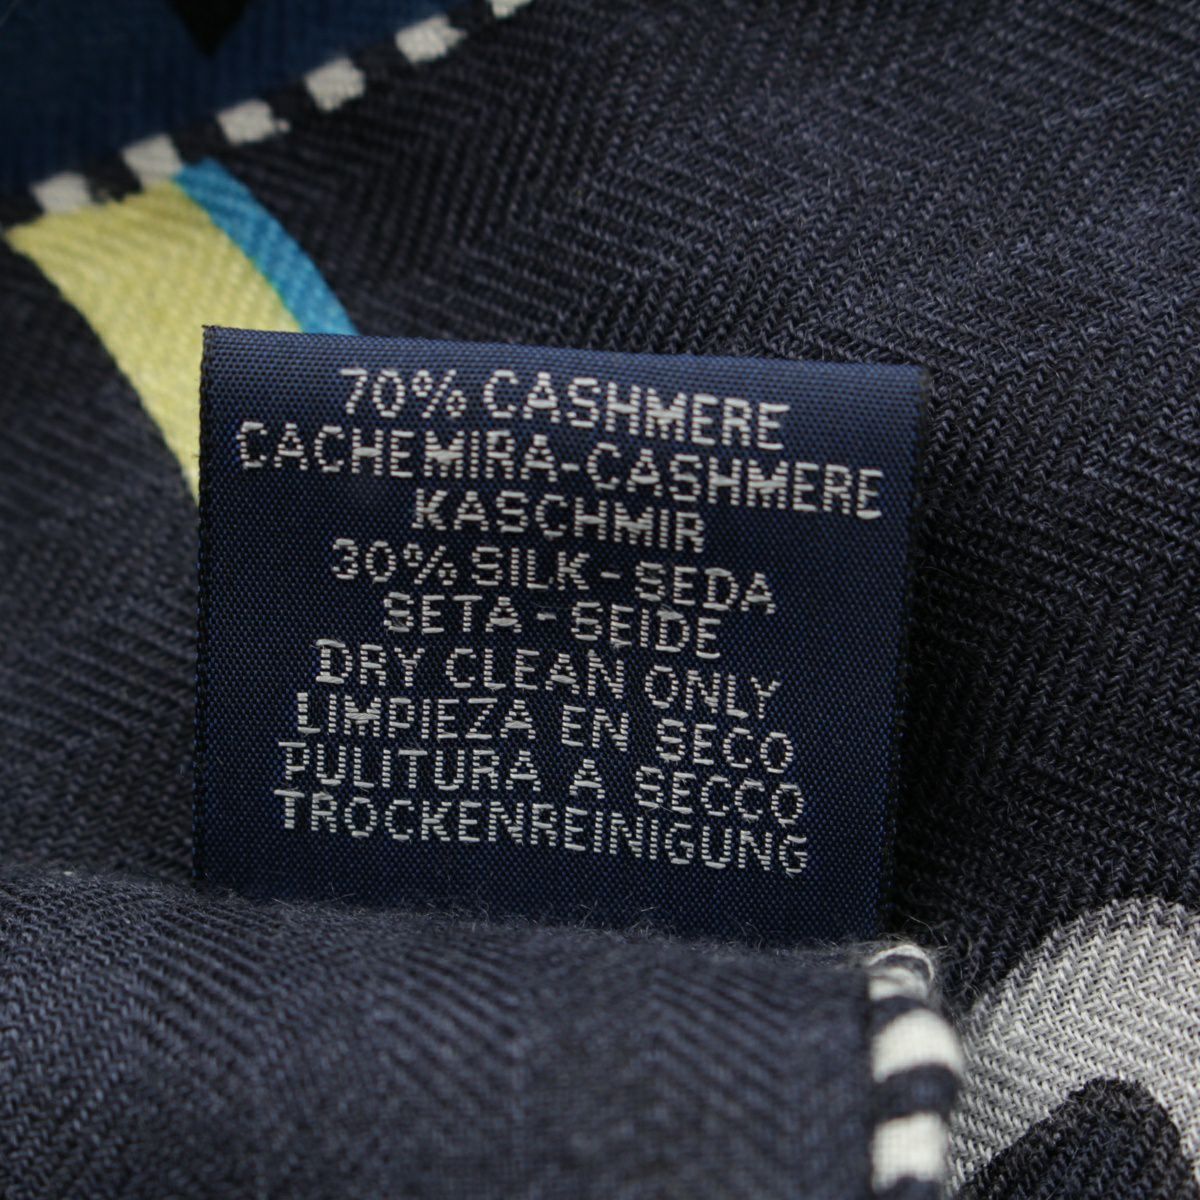 70% CASHMERE
CACHEMIRA-CASHMERE
KASCHMIR
30% SILK - SEDA
SETA - SEIDE
DRY CLEAN ONLY
LIMPIEZA EN SECO
PULITURA A SECCO
TROCKENREINIGUNG